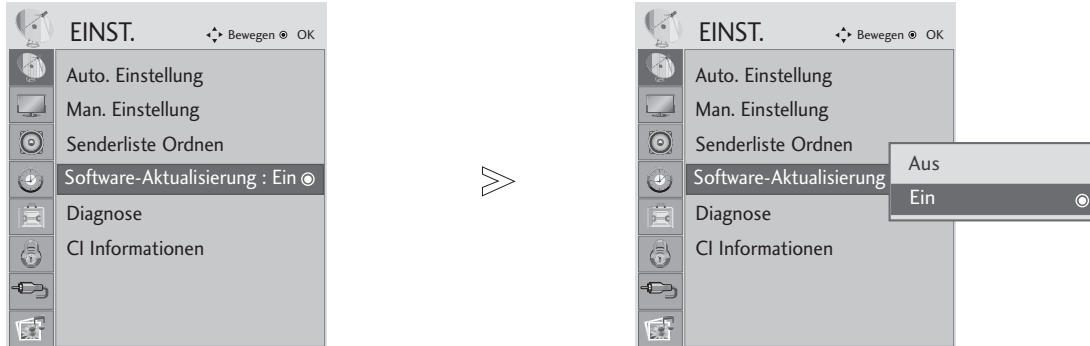 EINST.
Bewegen OK
Auto. Einstellung
Man. Einstellung
Senderliste Ordnen
Software-Aktualisierung : Ein
Diagnose
CI Informationen
EINST.
Bewegen OK
Auto. Einstellung
Man. Einstellung
Senderliste Ordnen
Software-Aktualisierung
Diagnose
CI Informationen
Aus
Ein